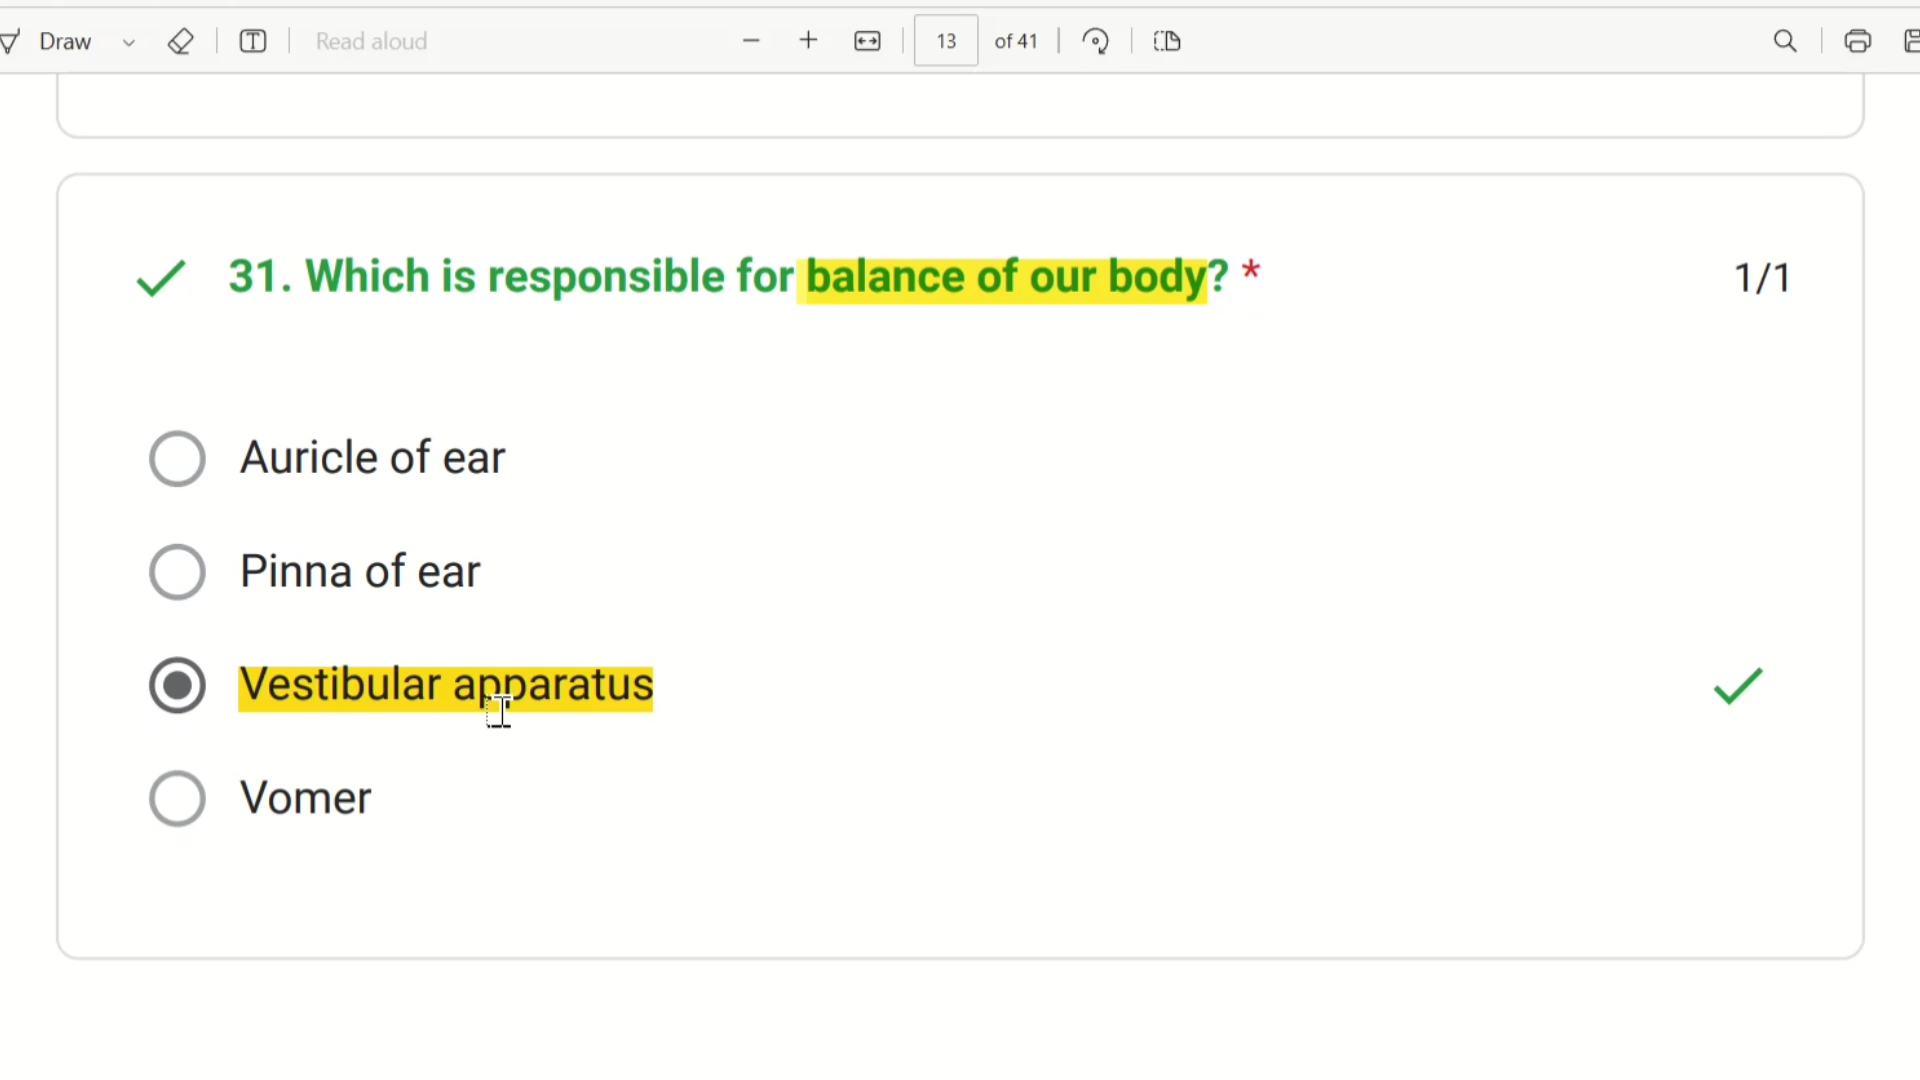 Draw Read aloud 13 of 41
31. Which is responsible for balance of our body? * 1/1
Auricle of ear
Pinna of ear
Vestibular apparatus
Vomer